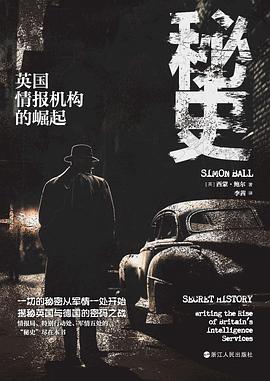 秘史
英国
情报机构
的崛起
SIMON BALL
[英] 西蒙·鲍尔 著
李茜 译
一切的秘密从军情一处开始
揭秘英国与德国的密码之战
情报局、特别行动处、军情五处的
“秘史”尽在本书
SECRET HISTORY
Writing the Rise
of Britain's
Intelligence
Services
浙江人民出版社